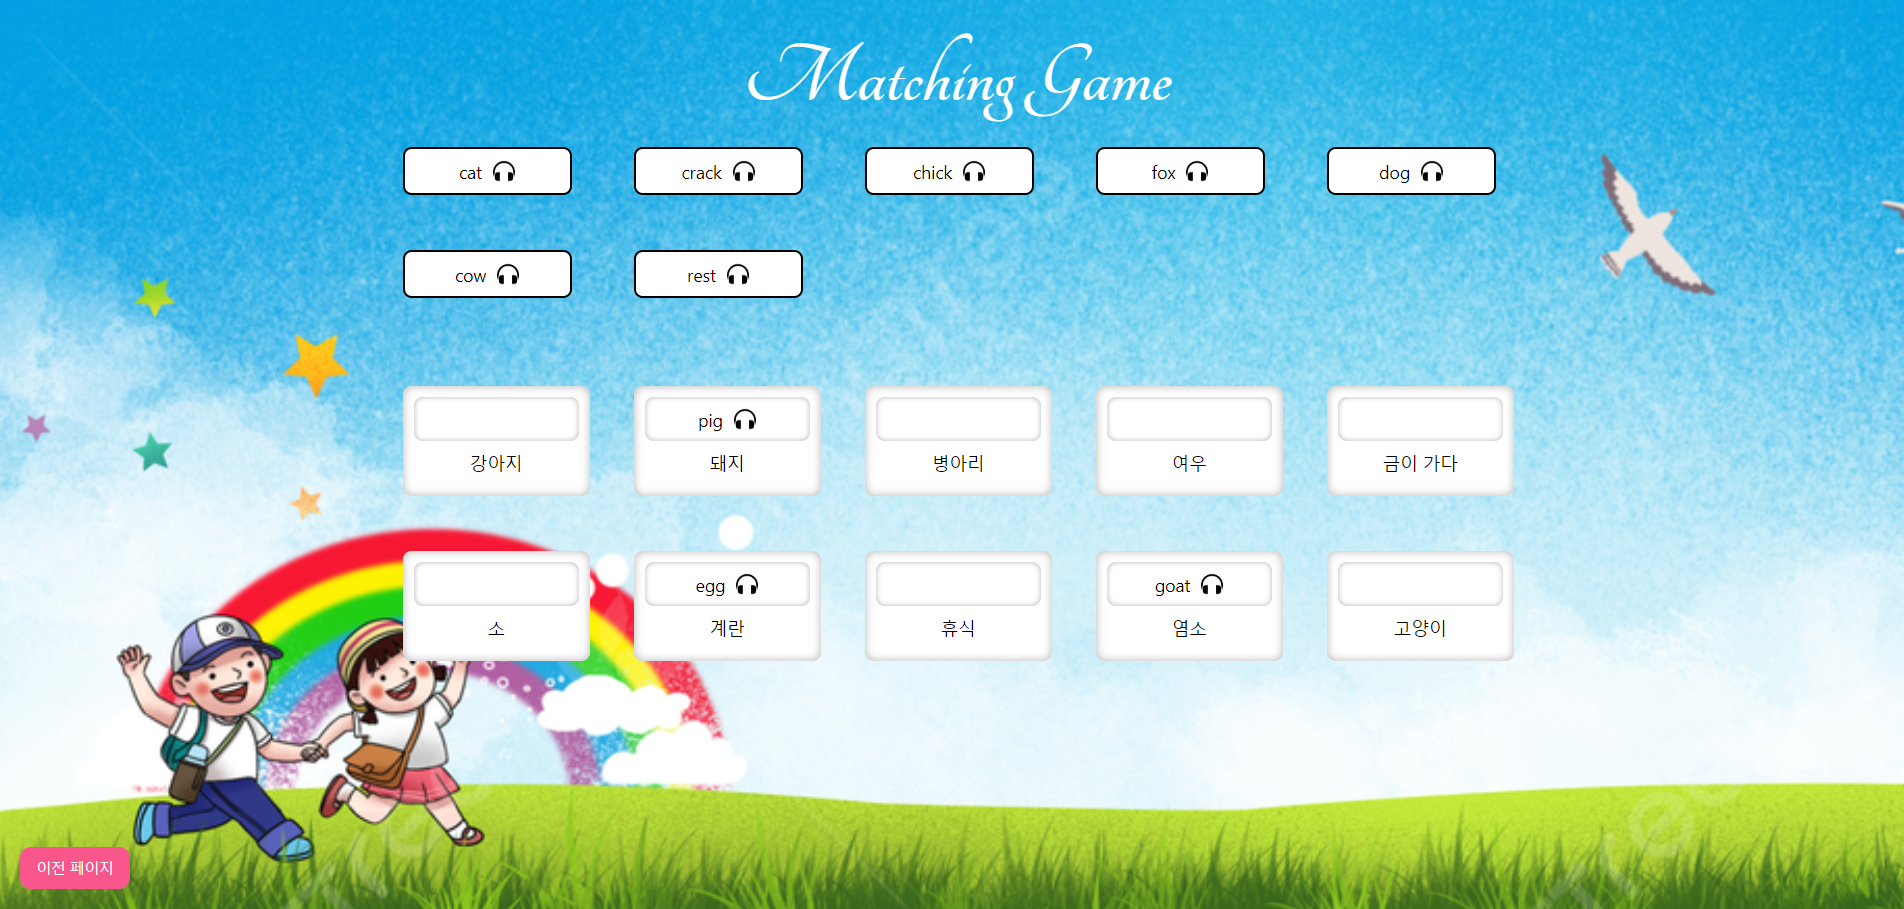 Matching Game
cat
crack
chick
fox
dog
cow
rest
강아지
pig
돼지
병아리
여우
금이 가다
소
egg
계란
휴식
goat
염소
고양이
이전 페이지